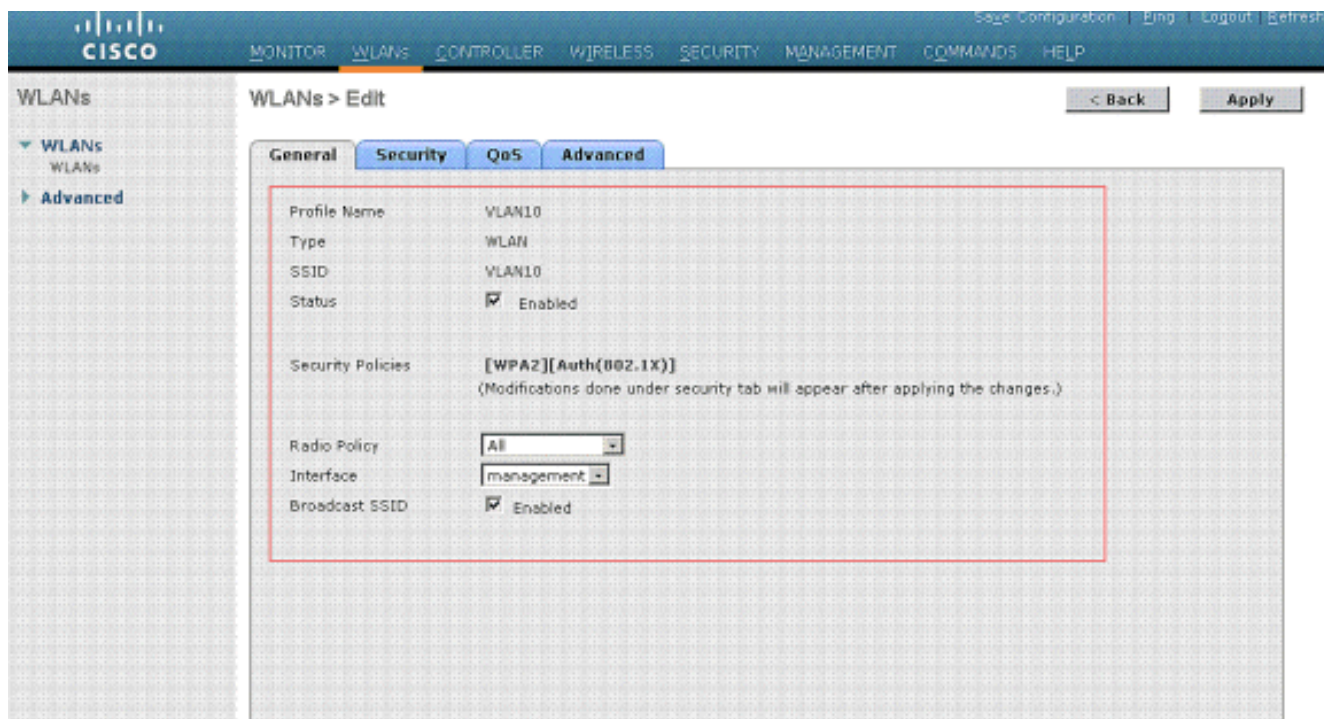 Save Configuration | Ping | Logout | Refresh
CISCO
MONITOR WLANs CONTROLLER WIRELESS SECURITY MANAGEMENT COMMANDS HELP
WLANs
WLANs > Edit
< Back
Apply
WLANs
WLANs
Advanced
General Security QoS Advanced
Profile Name VLAN10
Type WLAN
SSID VLAN10
Status Enabled
Security Policies [WPA2][Auth(802.1X)]
(Modifications done under security tab will appear after applying the changes.)
Radio Policy All
Interface management
Broadcast SSID Enabled